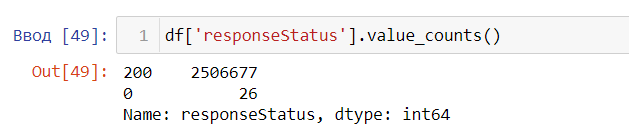 Ввод [49]: 1 df['responseStatus'].value_counts()
Out[49]: 200    2506677
0           26
Name: responseStatus, dtype: int64